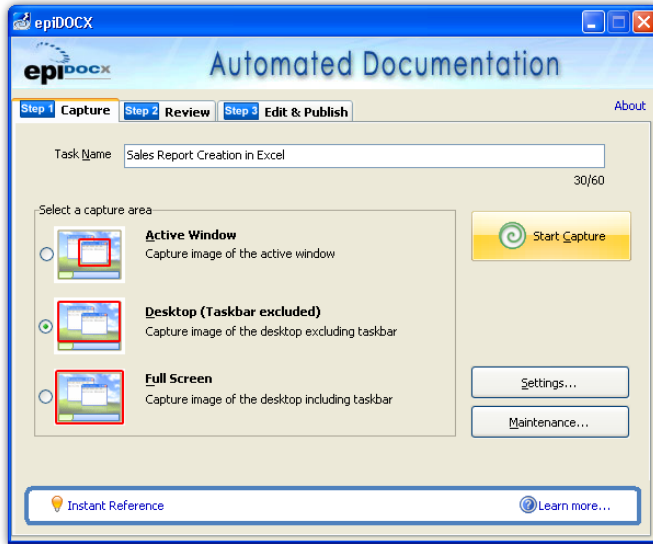 epiDOCX
epiDOCX
Automated Documentation
Step 1 Capture Step 2 Review Step 3 Edit & Publish About
Task Name Sales Report Creation in Excel
30/60
Select a capture area
Active Window
Capture image of the active window
Start Capture
Desktop (Taskbar excluded)
Capture image of the desktop excluding taskbar
Full Screen
Capture image of the desktop including taskbar
Settings...
Maintenance...
Instant Reference Learn more...